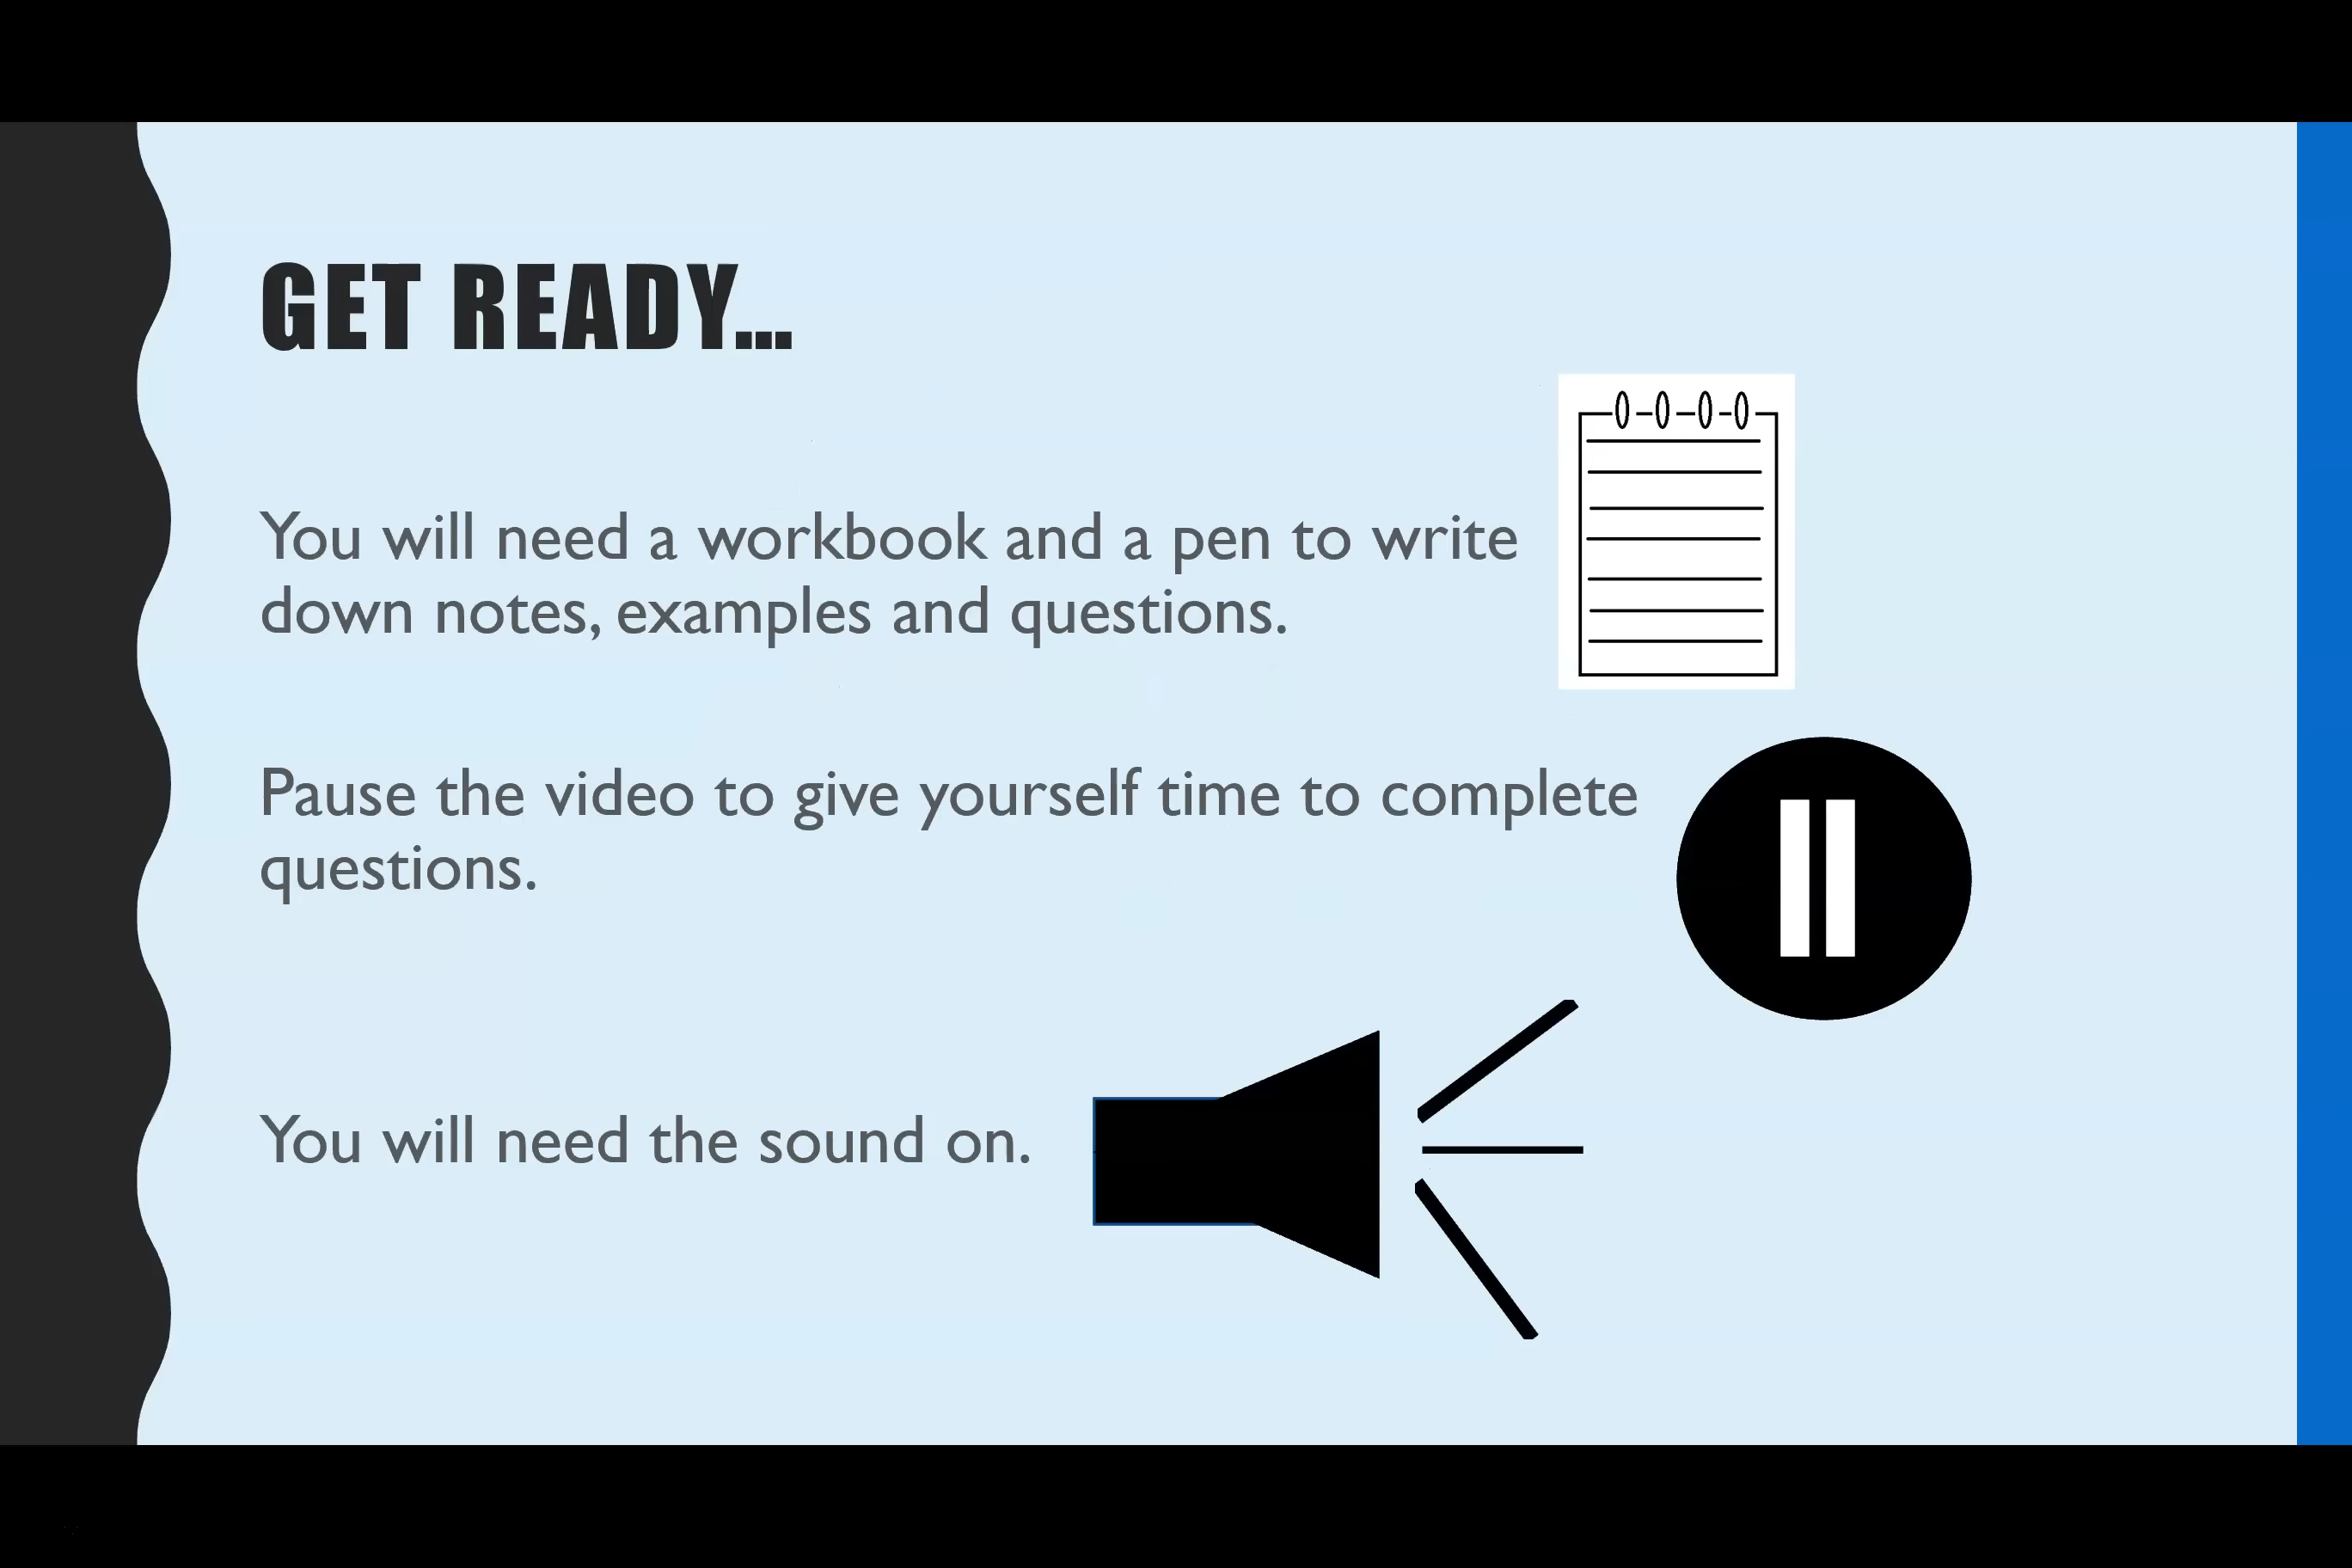 GET READY...
You will need a workbook and a pen to write
down notes, examples and questions.
Pause the video to give yourself time to complete
questions.
You will need the sound on.